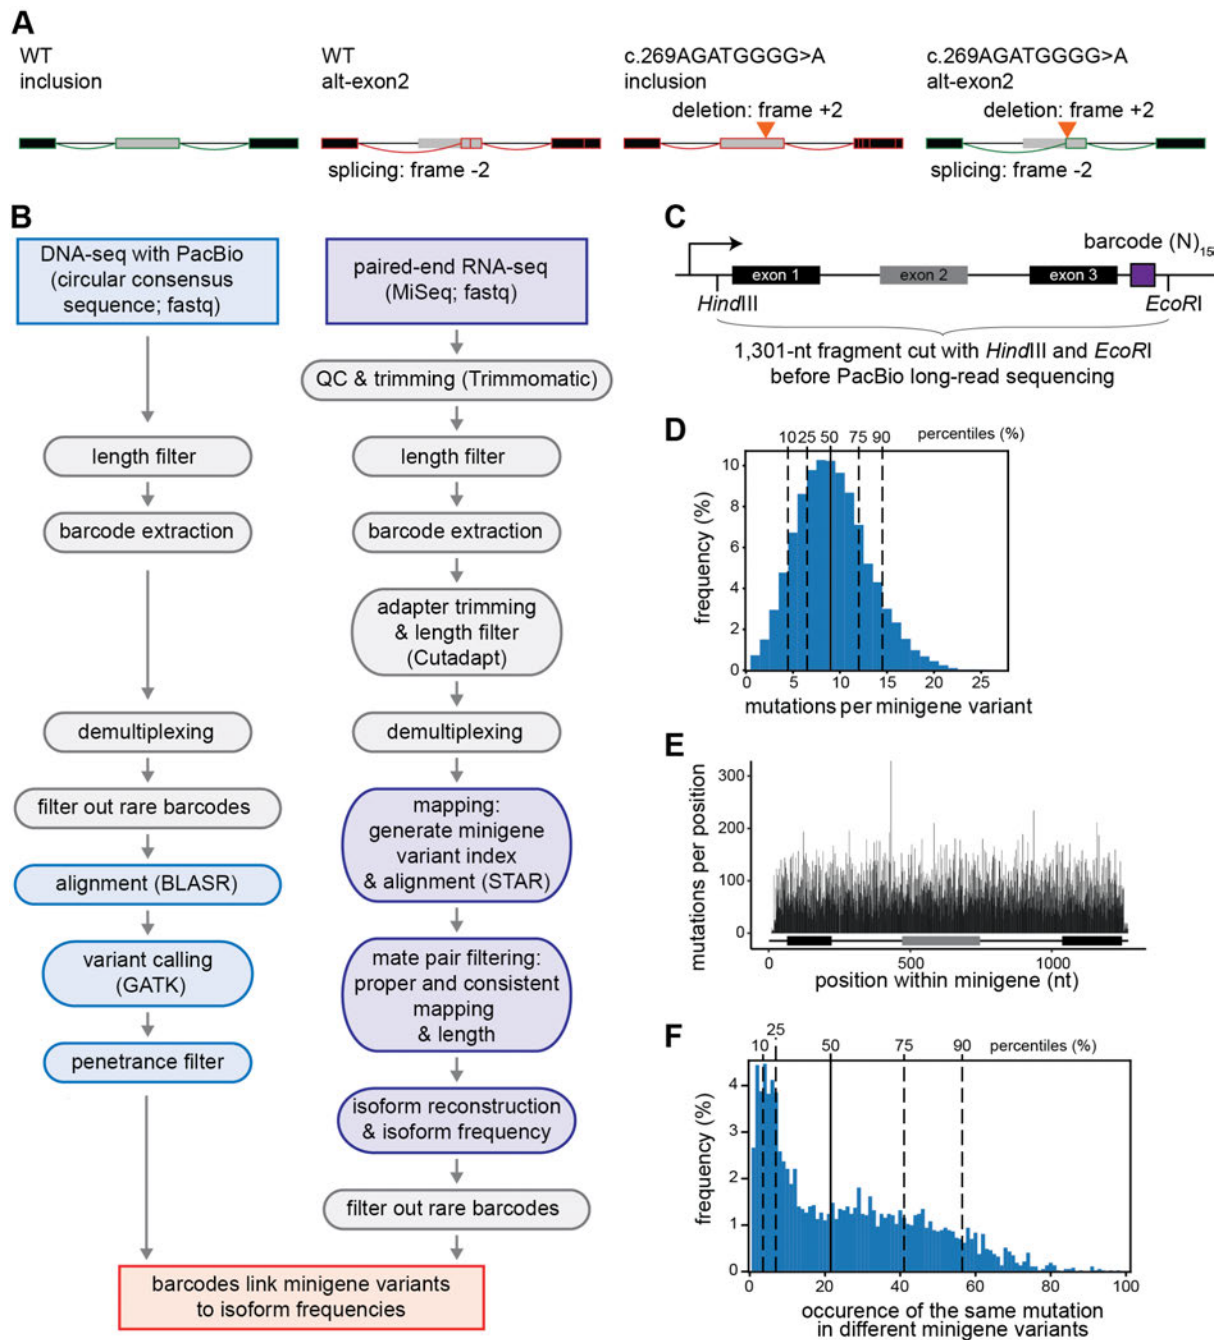 A
WT
inclusion
WT
alt-exon2
splicing: frame -2
c.269AGATGGGG>A
inclusion
deletion: frame +2
c.269AGATGGGG>A
alt-exon2
deletion: frame +2
splicing: frame -2
B
DNA-seq with PacBio
(circular consensus
sequence; fastq)
length filter
barcode extraction
demultiplexing
filter out rare barcodes
alignment (BLASR)
variant calling
(GATK)
penetrance filter
paired-end RNA-seq
(MiSeq; fastq)
QC & trimming (Trimmomatic)
length filter
barcode extraction
adapter trimming
& length filter
(Cutadapt)
demultiplexing
mapping:
generate minigene
variant index
& alignment (STAR)
mate pair filtering:
proper and consistent
mapping
& length
isoform reconstruction
& isoform frequency
filter out rare barcodes
barcodes link minigene variants
to isoform frequencies
C
barcode (N)15
exon 1 exon 2 exon 3
HindIII EcoRI
1,301-nt fragment cut with HindIII and EcoRI
before PacBio long-read sequencing
D
10 25 50 75 90 percentiles (%)
frequency (%)
10
8
6
4
2
0
0 5 10 15 20 25
mutations per minigene variant
E
mutations per position
300
200
100
0
0 500 1000
position within minigene (nt)
F
25
10 50 75 90 percentiles (%)
frequency (%)
4
3
2
1
0
0 20 40 60 80 100
occurence of the same mutation
in different minigene variants